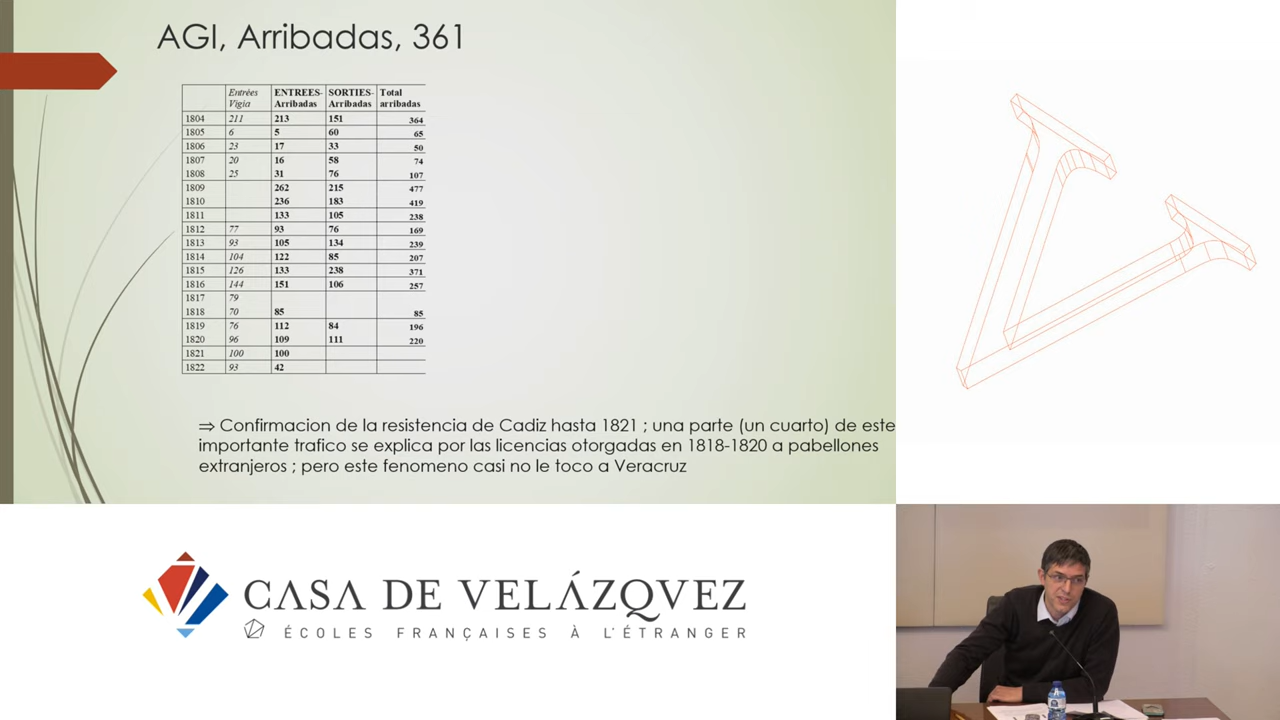 AGI, Arribadas, 361
Entrées Vigia ENTREES- Arribadas SORTIES- Arribadas Total arribadas
1804 211 213 151 364
1805 6 5 60 65
1806 23 17 33 50
1807 20 16 58 74
1808 25 31 76 107
1809 262 215 477
1810 236 183 419
1811 133 105 238
1812 77 93 76 169
1813 93 105 134 239
1814 104 122 85 207
1815 126 133 238 371
1816 144 151 106 257
1817 79
1818 70 85 85
1819 76 112 84 196
1820 96 109 111 220
1821 100 100
1822 93 42
⇒ Confirmacion de la resistencia de Cadiz hasta 1821 ; una parte (un cuarto) de este
importante trafico se explica por las licencias otorgadas en 1818-1820 a pabellones
extranjeros ; pero este fenomeno casi no le toco a Veracruz
CASA DE VELÁZQVEZ
ÉCOLES FRANÇAISES À L'ÉTRANGER